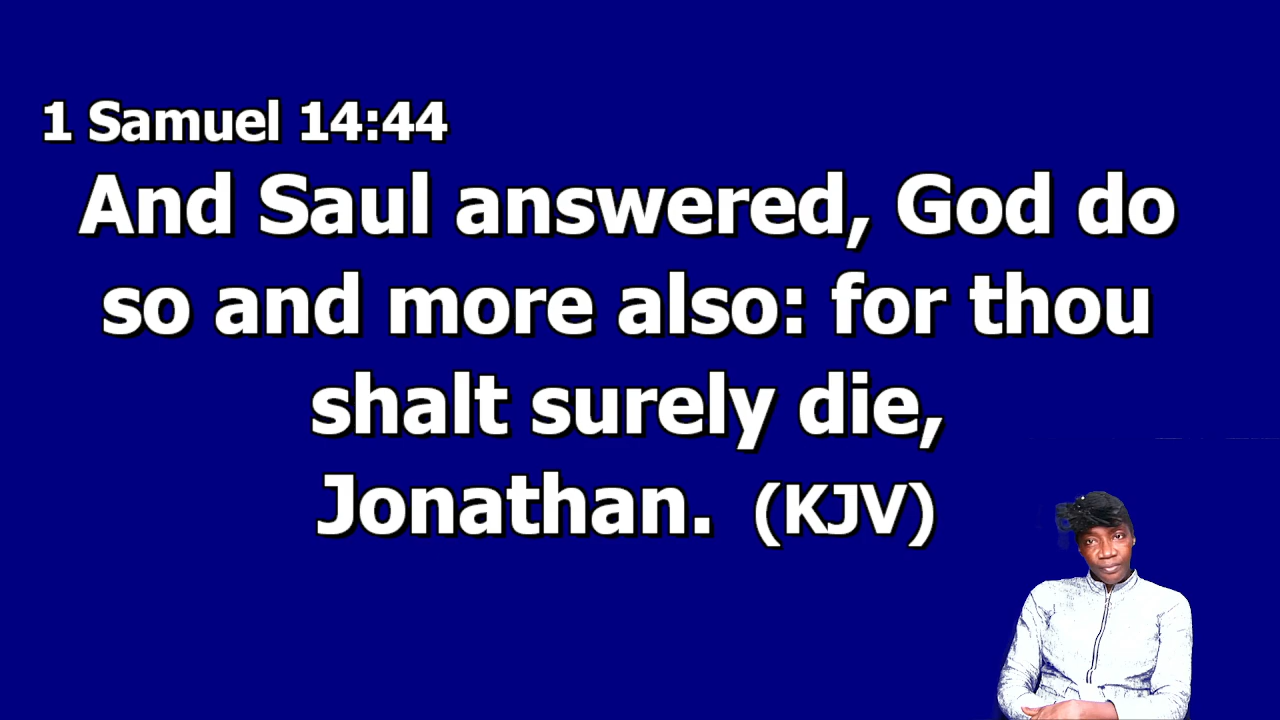 1 Samuel 14:44
And Saul answered, God do
so and more also: for thou
shalt surely die,
Jonathan. (KJV)